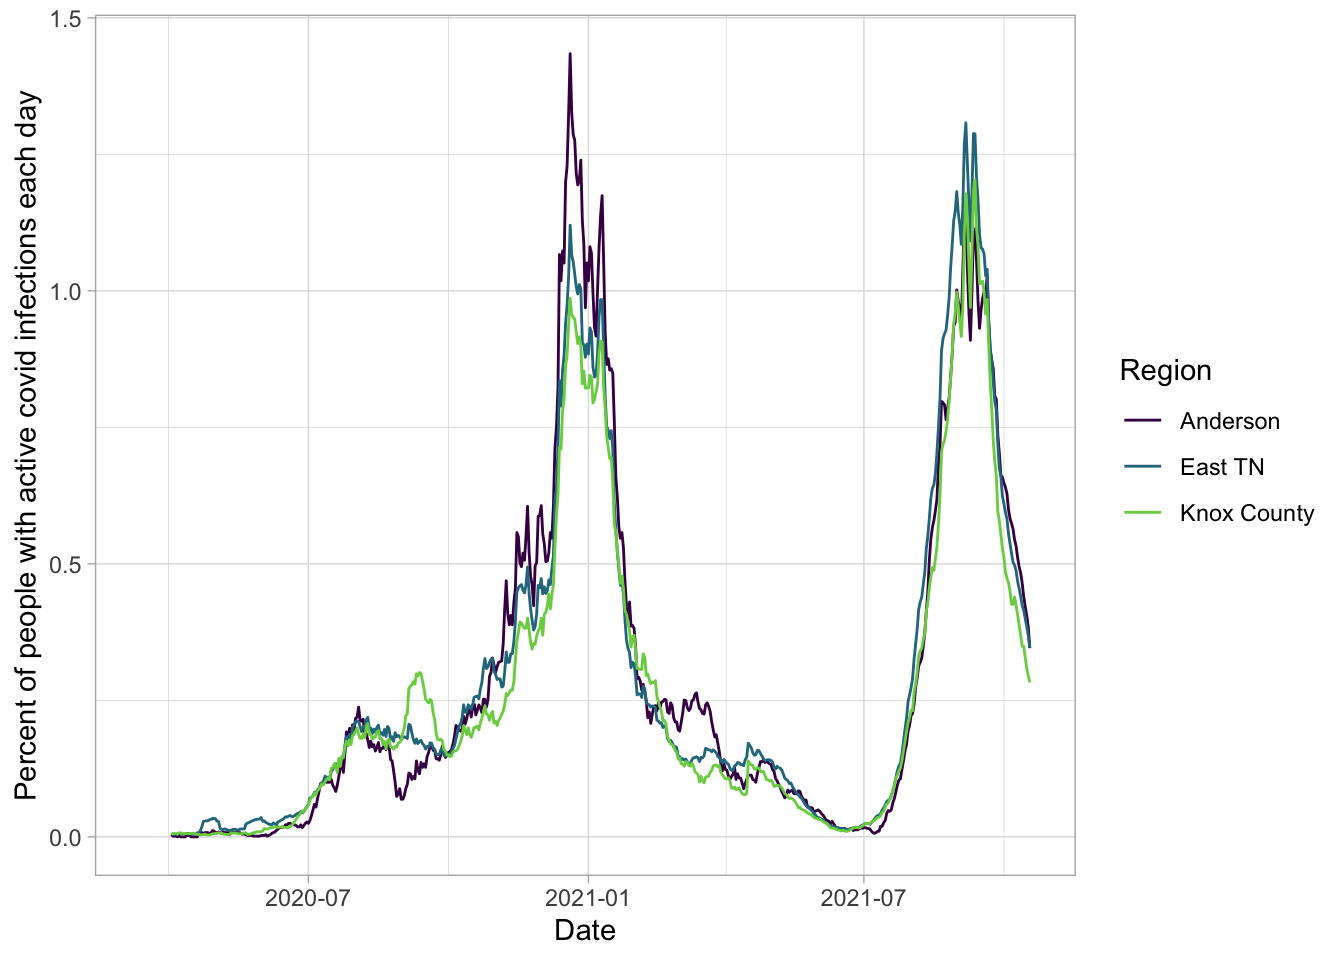 Percent of people with active covid infections each day
1.5
1.0
0.5
0.0
2020-07
2021-01
2021-07
Date
Region
Anderson
East TN
Knox County